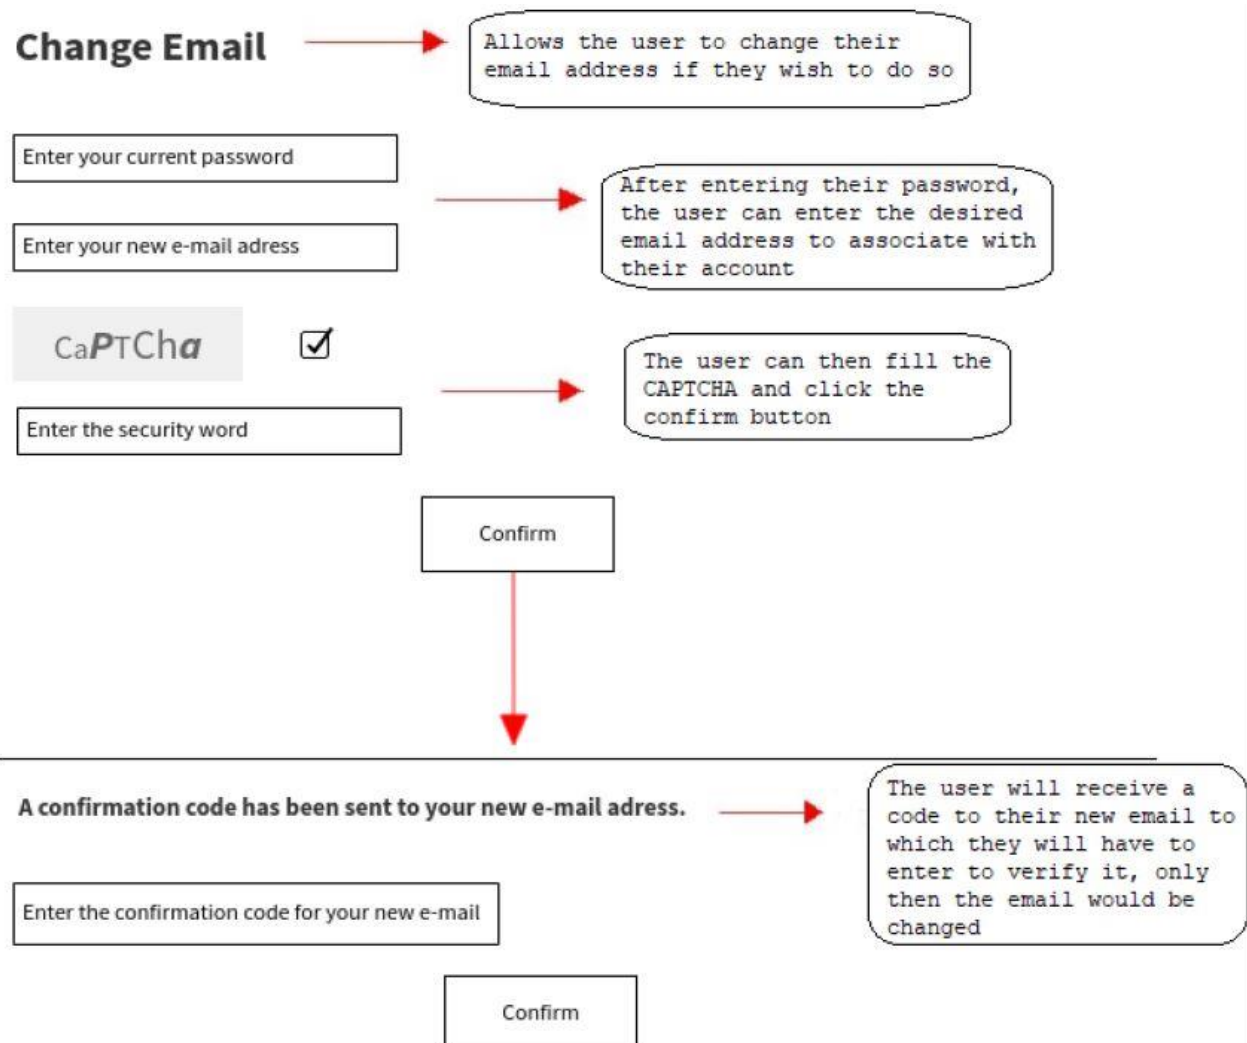 Change Email
Allows the user to change their
email address if they wish to do so
Enter your current password
After entering their password,
the user can enter the desired
email address to associate with
their account
Enter your new e-mail adress
CaPTCha
The user can then fill the
CAPTCHA and click the
confirm button
Enter the security word
Confirm
A confirmation code has been sent to your new e-mail adress.
The user will receive a
code to their new email to
which they will have to
enter to verify it, only
then the email would be
changed
Enter the confirmation code for your new e-mail
Confirm